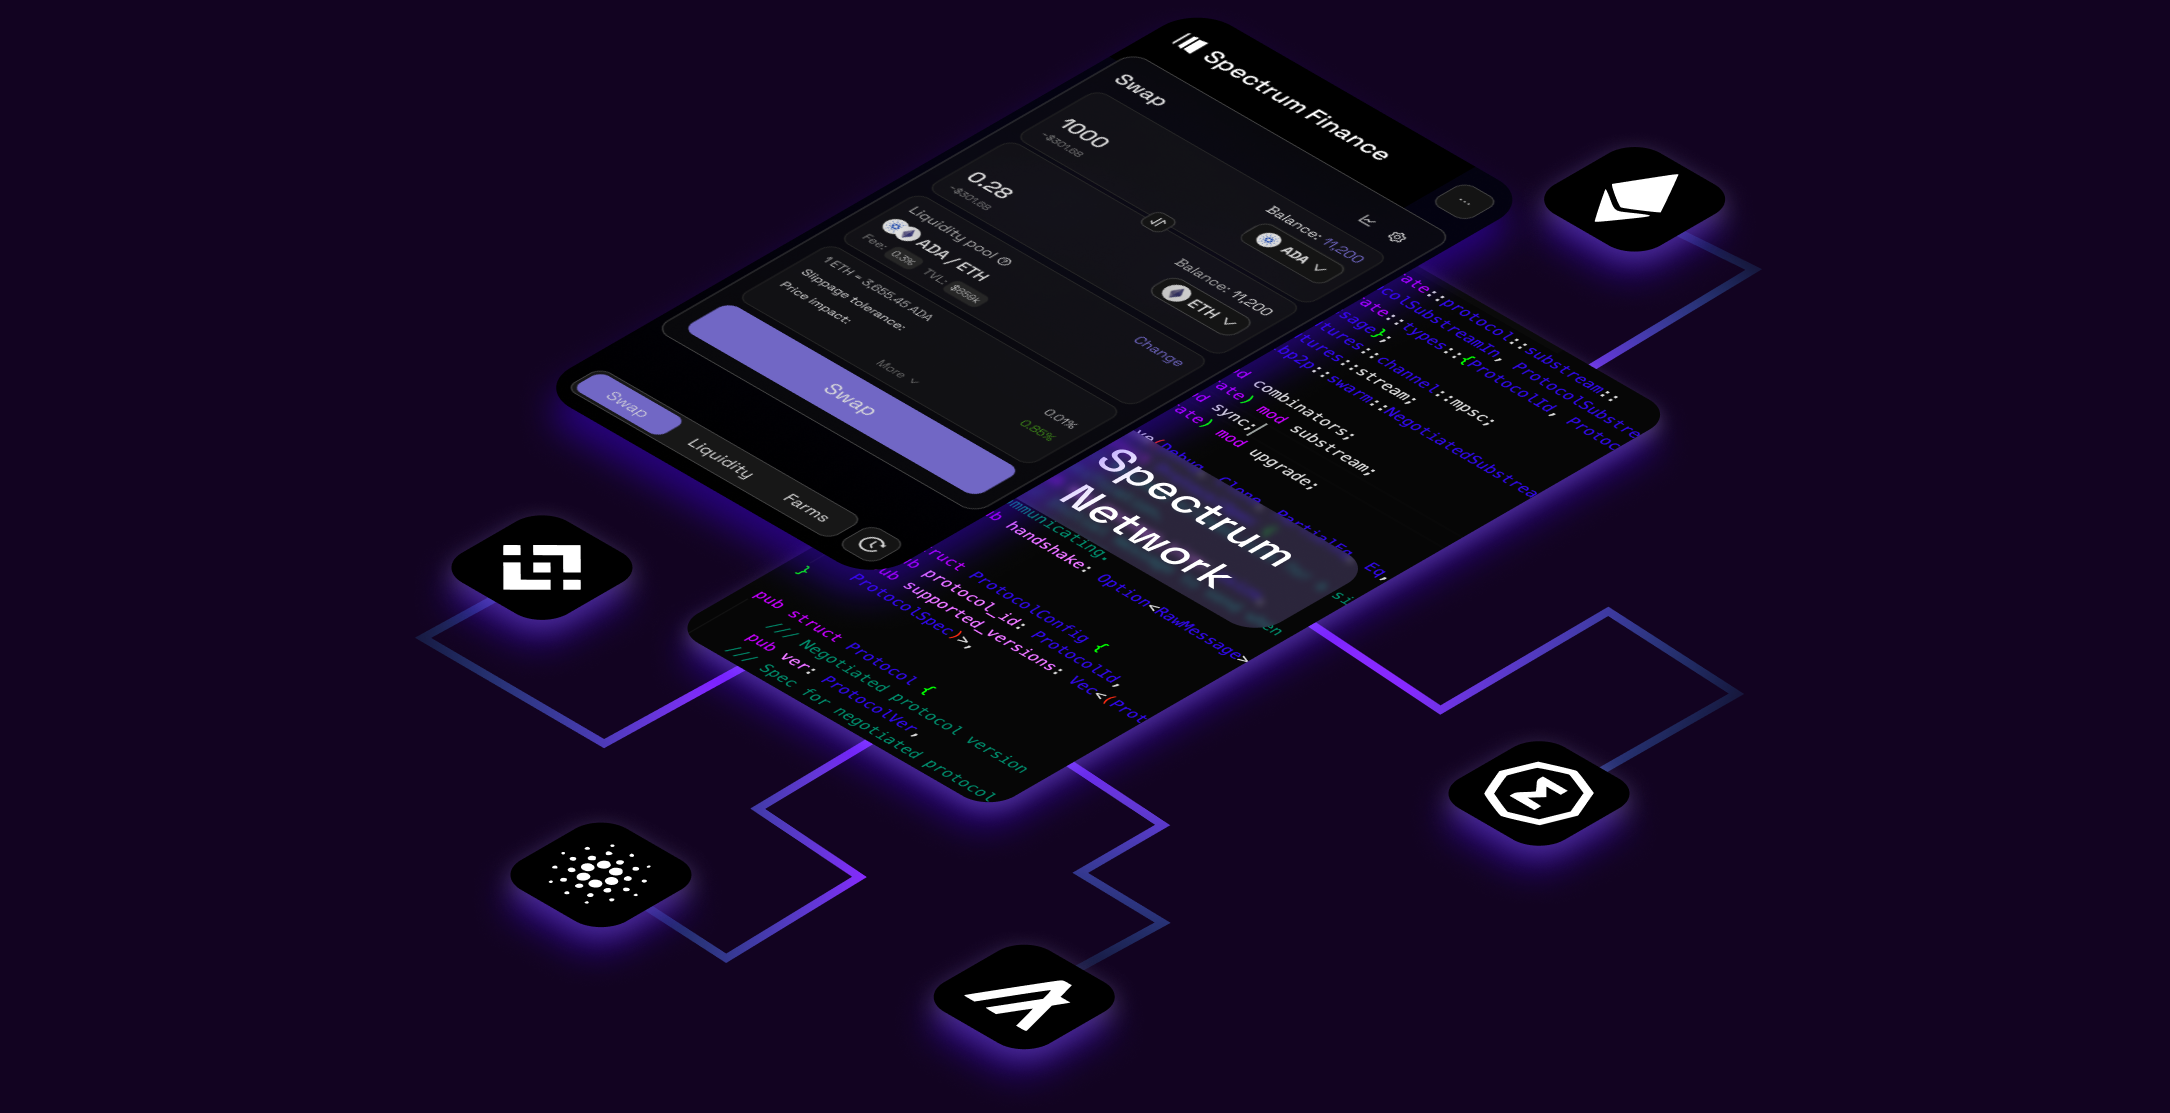 Spectrum Finance
...
Swap
1000
~$301.68
Balance: 11,200
ADA
0.28
~$301.68
Balance: 11,200
ETH
Liquidity pool
ADA / ETH
Fee: 0.3% TVL: $659k
Change
1 ETH = 3,655.45 ADA
Slippage tolerance: 0.01%
Price impact: 0.85%
More
Swap
Swap
Liquidity
Farms
ate::protocol::substream::
colSubstreamIn, ProtocolSubstre
ate::types::{ProtocolId, Protoc
sage};
tures::channel::mpsc;
tures::stream;
bp2p::swarm::NegotiatedSubstrea
d combinators;
ate) mod substream;
d sync;
ate) mod upgrade;
ve(Debug, Clone, PartialEq, Eq,
Spectrum
Network
mmunicating.
b handshake: Option<RawMessage>
ProtocolSpec)>,
ruct ProtocolConfig {
ub protocol_id: ProtocolId,
ub supported_versions: Vec<(Prot
}
pub struct Protocol {
/// Negotiated protocol version
pub ver: ProtocolVer,
/// Spec for negotiated protocol